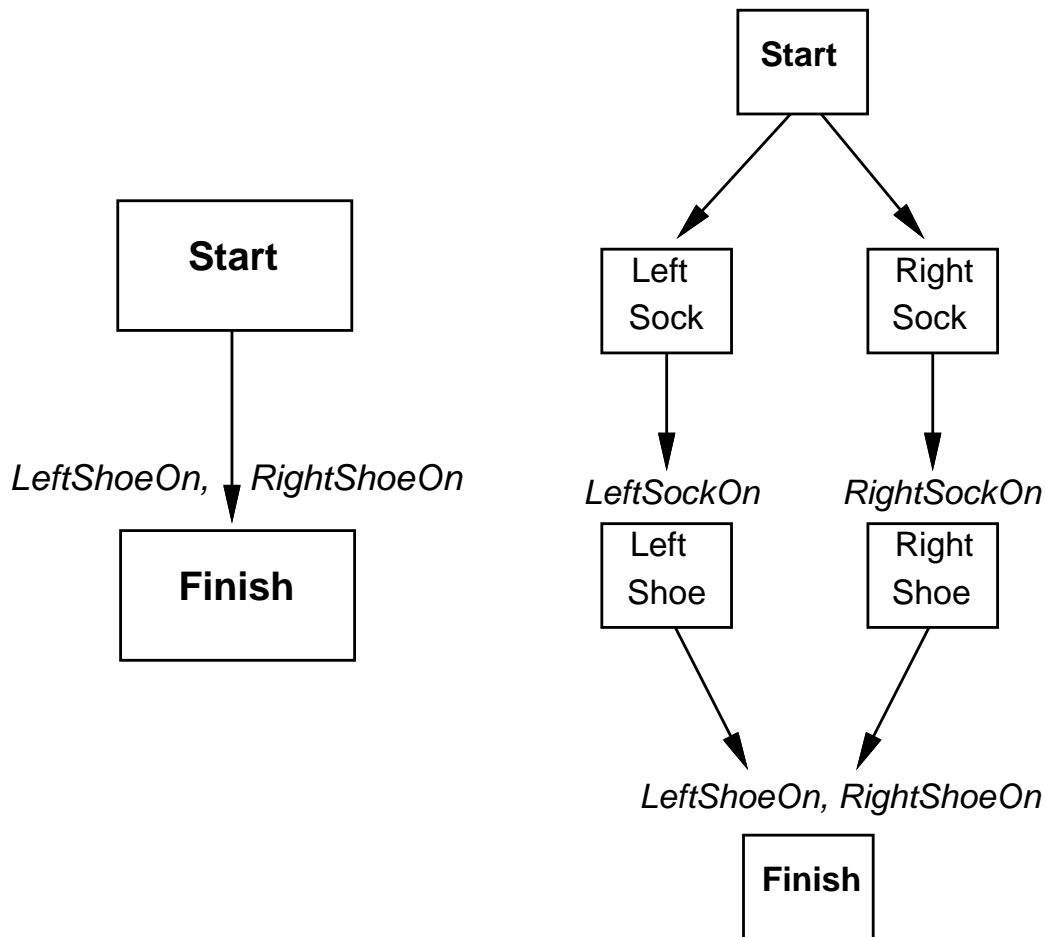 Start
LeftShoeOn, RightShoeOn
Finish
Start
Left
Sock
Right
Sock
LeftSockOn
RightSockOn
Left
Shoe
Right
Shoe
LeftShoeOn, RightShoeOn
Finish